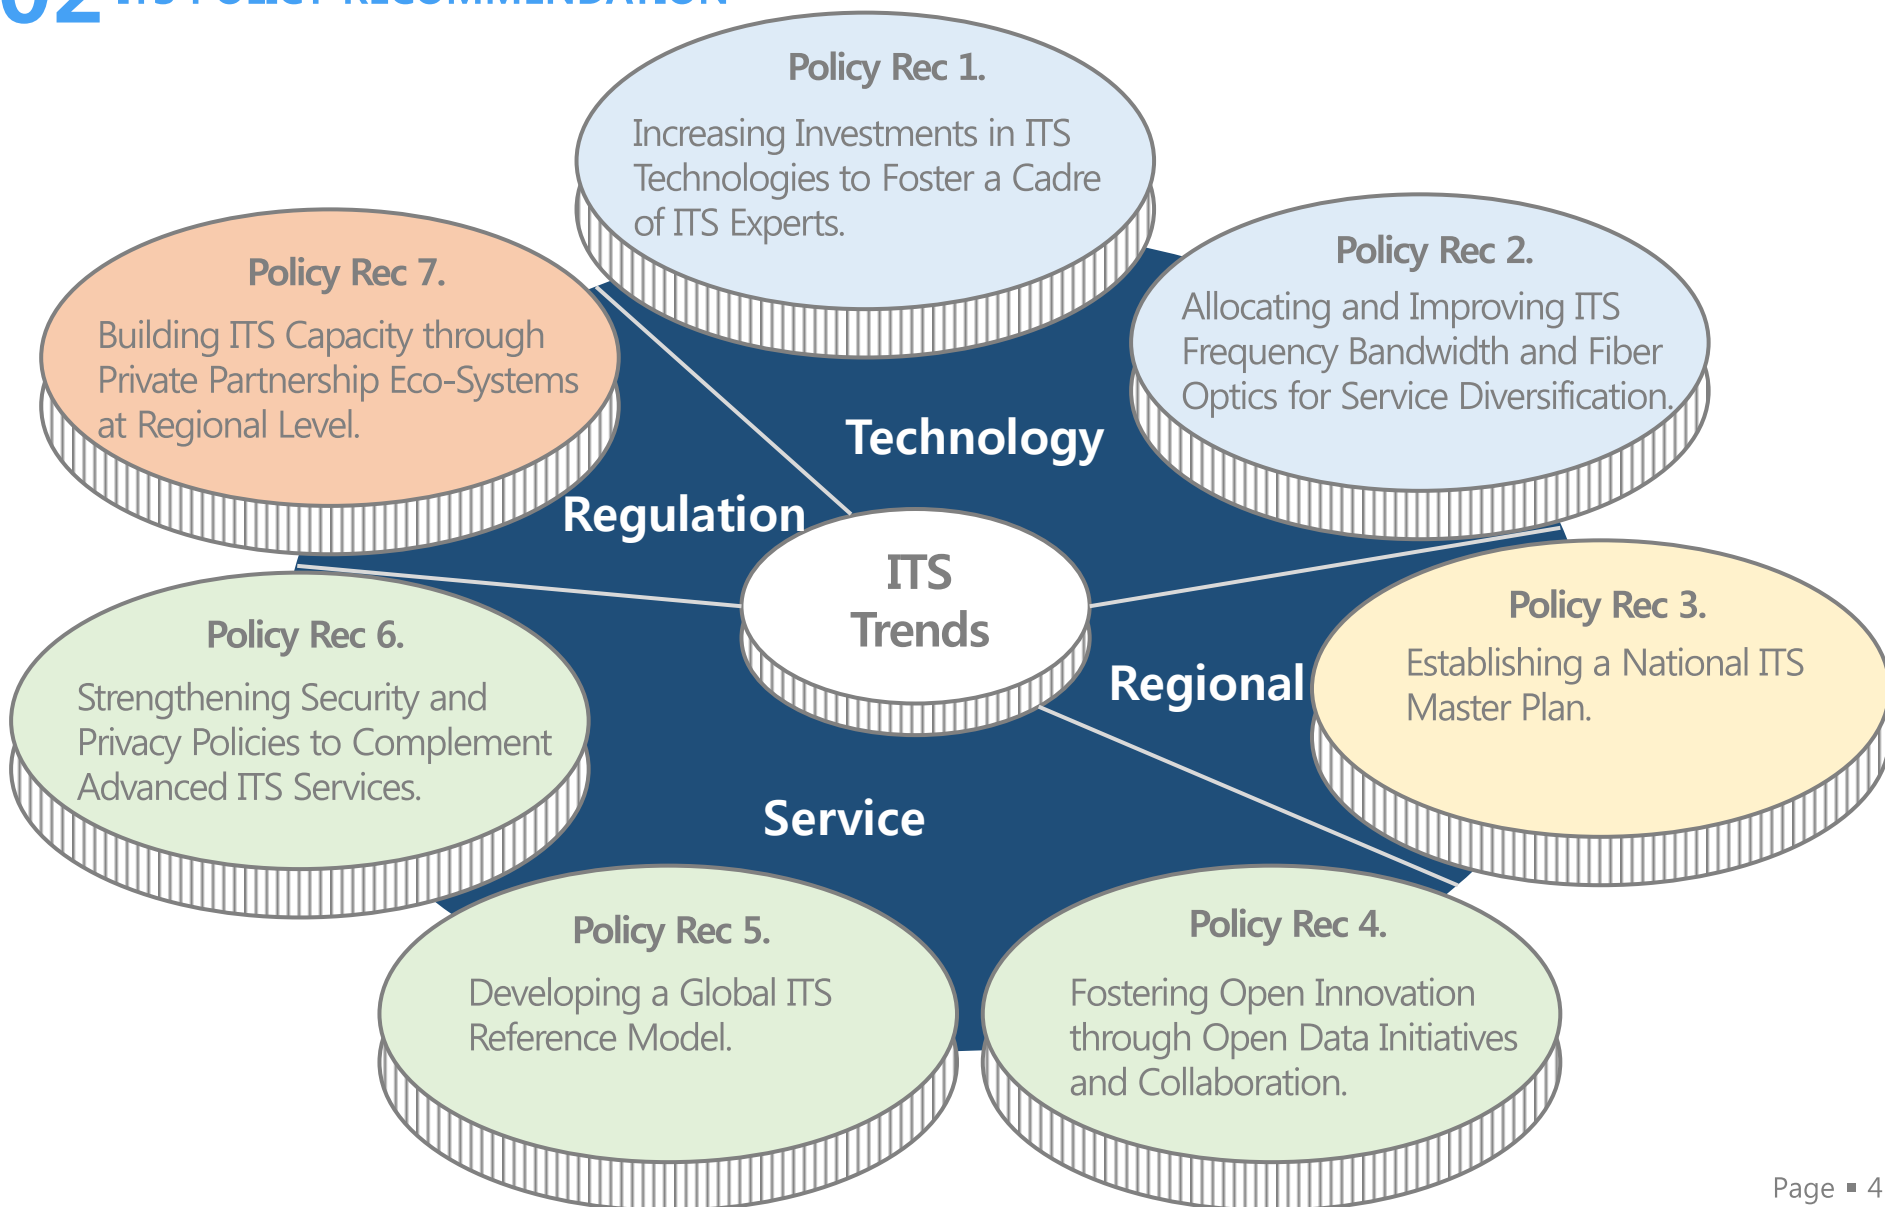 02 ITS POLICY RECOMMENDATION
Policy Rec 1.
Increasing Investments in ITS
Technologies to Foster a Cadre
of ITS Experts.
Policy Rec 2.
Allocating and Improving ITS
Frequency Bandwidth and Fiber
Optics for Service Diversification.
Policy Rec 7.
Building ITS Capacity through
Private Partnership Eco-Systems
at Regional Level.
Technology
Regulation
ITS
Trends
Policy Rec 3.
Establishing a National ITS
Master Plan.
Regional
Policy Rec 6.
Strengthening Security and
Privacy Policies to Complement
Advanced ITS Services.
Service
Policy Rec 5.
Developing a Global ITS
Reference Model.
Policy Rec 4.
Fostering Open Innovation
through Open Data Initiatives
and Collaboration.
Page ▪ 4